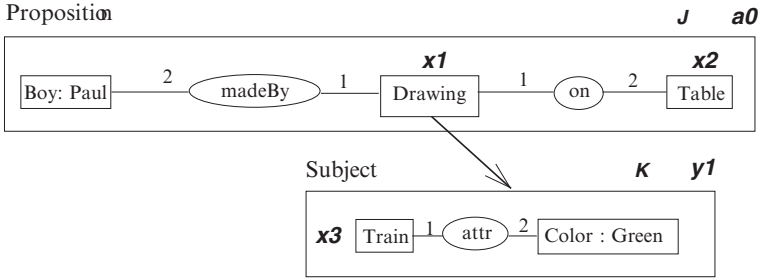 Proposition J a0
x1 x2
Boy: Paul 2 madeBy 1 Drawing 1 on 2 Table
Subject K y1
x3 Train 1 attr 2 Color : Green